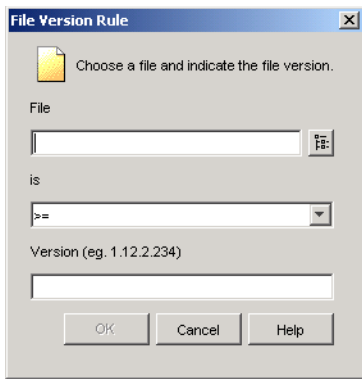 File Version Rule
Choose a file and indicate the file version.
File
is
>=
Version (eg. 1.12.2.234)
OK Cancel Help